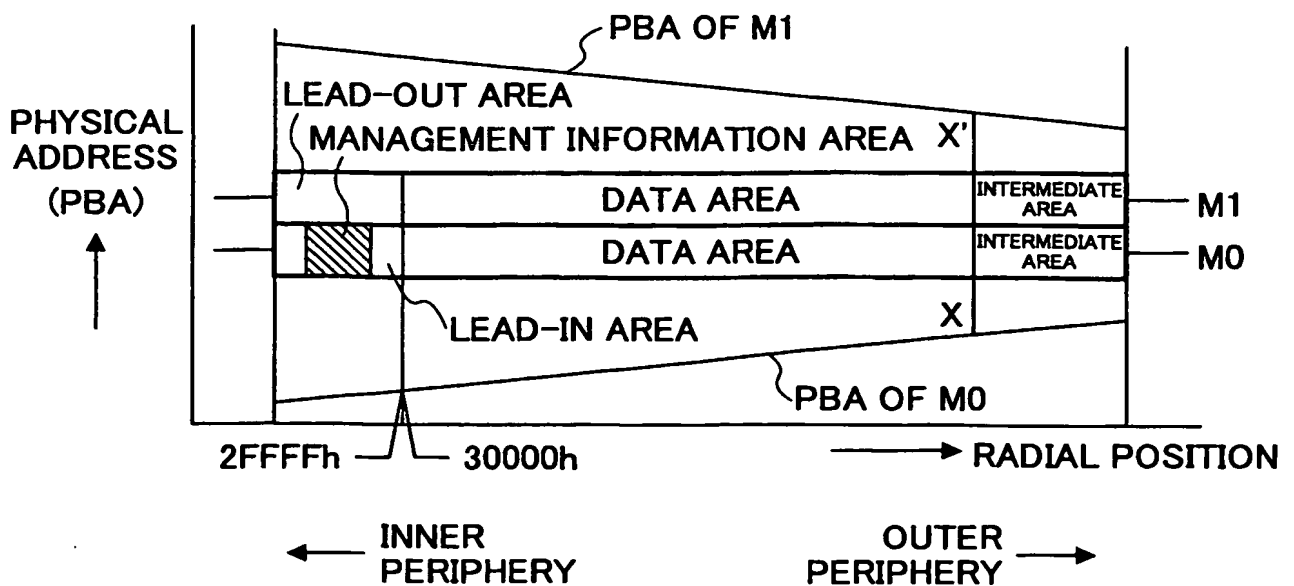 PBA OF M1
LEAD-OUT AREA
MANAGEMENT INFORMATION AREA
X'
PHYSICAL
ADDRESS
(PBA)
DATA AREA
INTERMEDIATE
AREA
M1
DATA AREA
INTERMEDIATE
AREA
M0
LEAD-IN AREA
X
PBA OF M0
2FFFFh
30000h
RADIAL POSITION
INNER
PERIPHERY
OUTER
PERIPHERY